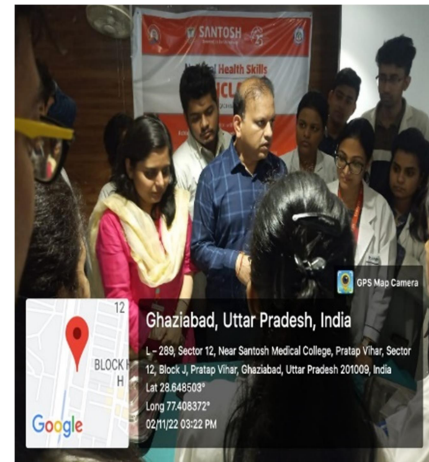 SANTOSH
Health Skills
GPS Map Camera
12
BLOCK
H
Google
Ghaziabad, Uttar Pradesh, India
L – 289, Sector 12, Near Santosh Medical College, Pratap Vihar, Sector
12, Block J, Pratap Vihar, Ghaziabad, Uttar Pradesh 201009, India
Lat 28.648503°
Long 77.408372°
02/11/22 03:22 PM